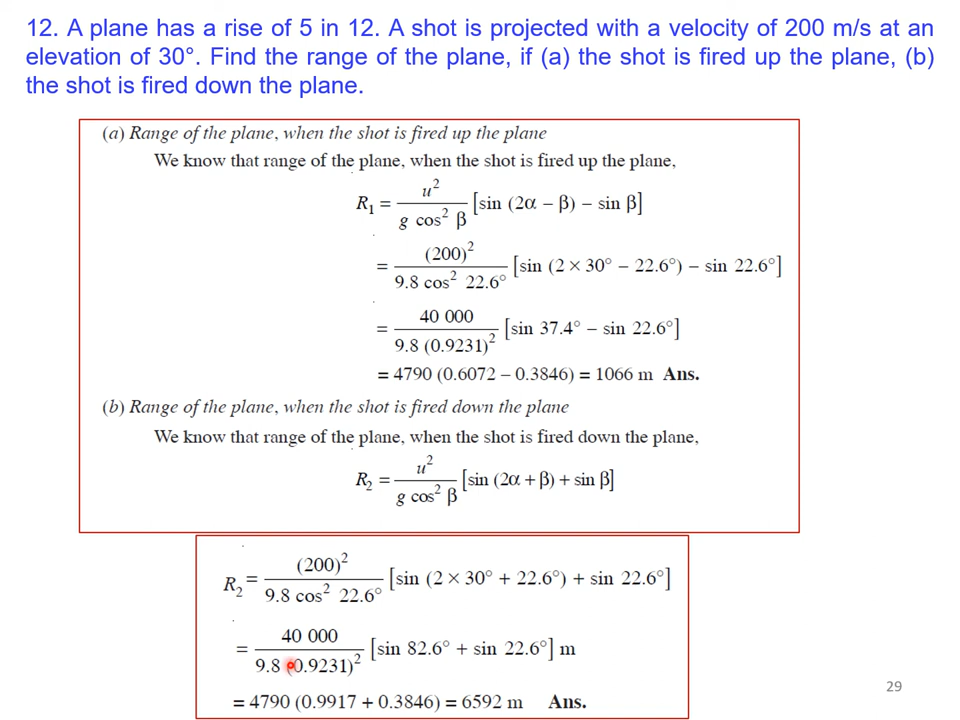 12. A plane has a rise of 5 in 12. A shot is projected with a velocity of 200 m/s at an
elevation of 30°. Find the range of the plane, if (a) the shot is fired up the plane, (b)
the shot is fired down the plane.
(a) Range of the plane, when the shot is fired up the plane
We know that range of the plane, when the shot is fired up the plane,
R₁ = u² / g cos² β [sin (2α – β) – sin β]
= (200)² / 9.8 cos² 22.6° [sin (2 × 30° – 22.6°) – sin 22.6°]
= 40 000 / 9.8 (0.9231)² [sin 37.4° – sin 22.6°]
= 4790 (0.6072 – 0.3846) = 1066 m Ans.
(b) Range of the plane, when the shot is fired down the plane
We know that range of the plane, when the shot is fired down the plane,
R₂ = u² / g cos² β [sin (2α + β) + sin β]
R₂ = (200)² / 9.8 cos² 22.6° [sin (2 × 30° + 22.6°) + sin 22.6°]
= 40 000 / 9.8 (0.9231)² [sin 82.6° + sin 22.6°] m
= 4790 (0.9917 + 0.3846) = 6592 m Ans.
29